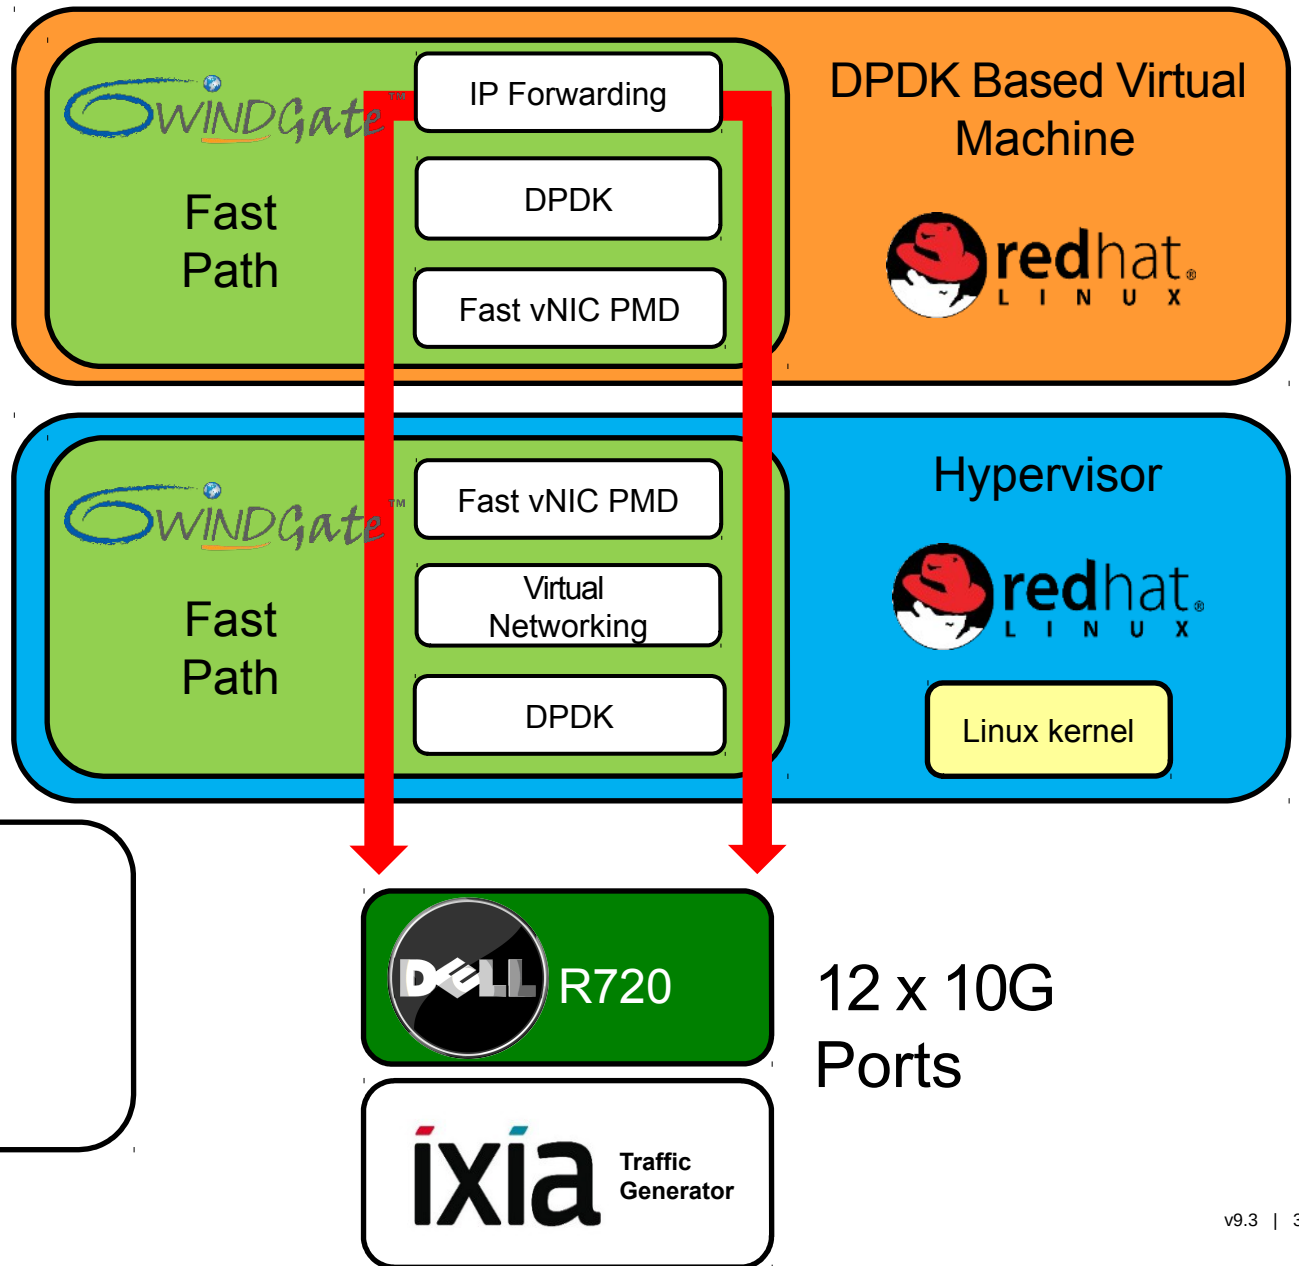 6WINDGate™
IP Forwarding
DPDK Based Virtual
Machine
Fast
Path
DPDK
redhat®
LINUX
Fast vNIC PMD
6WINDGate™
Fast vNIC PMD
Hypervisor
Virtual
Networking
redhat®
LINUX
Fast
Path
DPDK
Linux kernel
DELL
R720
12 x 10G
Ports
ixia
Traffic
Generator
v9.3 | 3